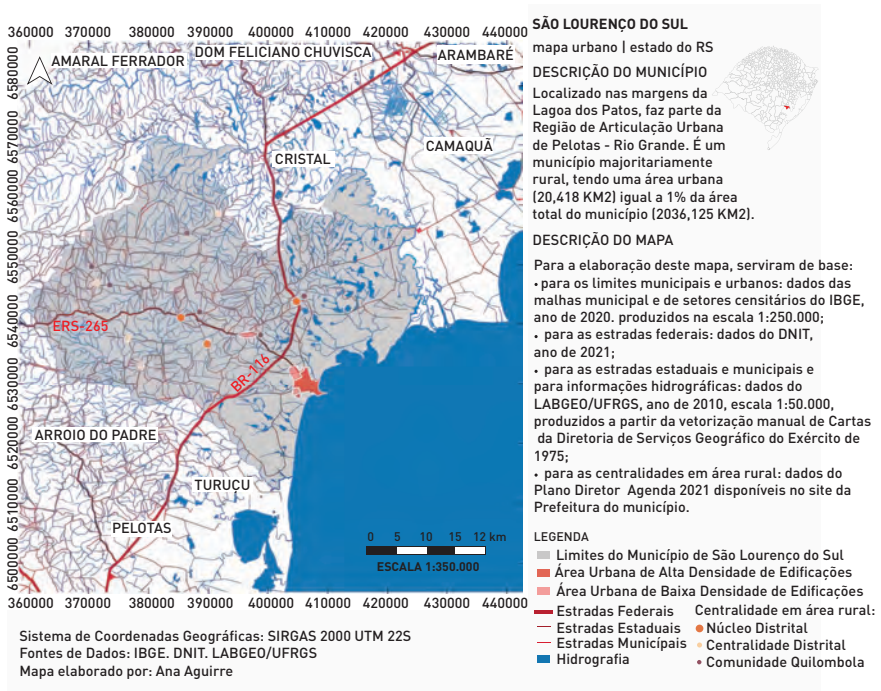 360000 370000 380000 390000 400000 410000 420000 430000 440000
6580000
6570000
6560000
6550000
6540000
6530000
6520000
6510000
6500000
AMARAL FERRADOR
DOM FELICIANO CHUVISCA
ARAMBARÉ
CAMAQUÃ
CRISTAL
ERS-265
BR-116
ARROIO DO PADRE
TURUÇU
PELOTAS
0 5 10 15 12 km
ESCALA 1:350.000
360000 370000 380000 390000 400000 410000 420000 430000 440000
Sistema de Coordenadas Geográficas: SIRGAS 2000 UTM 22S
Fontes de Dados: IBGE. DNIT. LABGEO/UFRGS
Mapa elaborado por: Ana Aguirre
SÃO LOURENÇO DO SUL
mapa urbano | estado do RS
DESCRIÇÃO DO MUNICÍPIO
Localizado nas margens da
Lagoa dos Patos, faz parte da
Região de Articulação Urbana
de Pelotas - Rio Grande. É um
município majoritariamente
rural, tendo uma área urbana
(20,418 KM2) igual a 1% da área
total do município (2036,125 KM2).
DESCRIÇÃO DO MAPA
Para a elaboração deste mapa, serviram de base:
• para os limites municipais e urbanos: dados das
malhas municipal e de setores censitários do IBGE,
ano de 2020. produzidos na escala 1:250.000;
• para as estradas federais: dados do DNIT,
ano de 2021;
• para as estradas estaduais e municipais e
para informações hidrográficas: dados do
LABGEO/UFRGS, ano de 2010, escala 1:50.000,
produzidos a partir da vetorização manual de Cartas
da Diretoria de Serviços Geográfico do Exército de
1975;
• para as centralidades em área rural: dados do
Plano Diretor Agenda 2021 disponíveis no site da
Prefeitura do município.
LEGENDA
Limites do Município de São Lourenço do Sul
Área Urbana de Alta Densidade de Edificações
Área Urbana de Baixa Densidade de Edificações
Estradas Federais
Estradas Estaduais
Estradas Municípais
Hidrografia
Centralidade em área rural:
Núcleo Distrital
Centralidade Distrital
Comunidade Quilombola